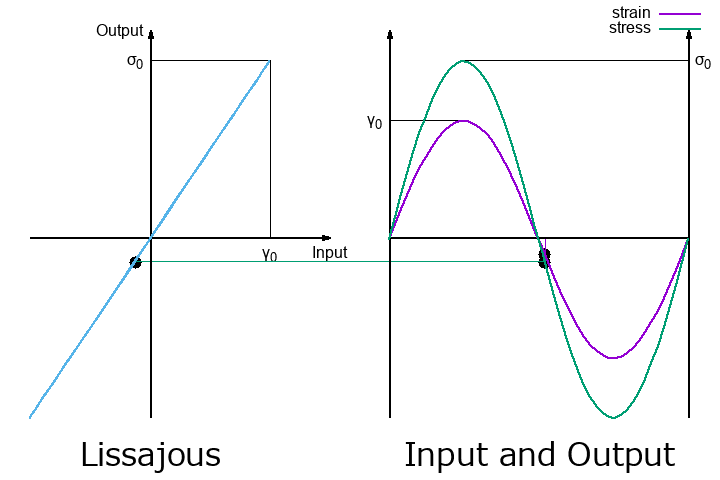 strain
stress
Output
σ0
σ0
γ0
Input
γ0
Lissajous
Input and Output